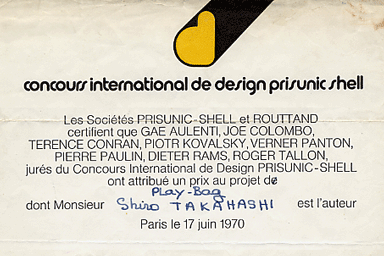 concours international de design prisunic shell
Les Sociétés PRISUNIC-SHELL et ROUTTAND
certifient que GAE AULENTI, JOE COLOMBO,
TERENCE CONRAN, PIOTR KOVALSKY, VERNER PANTON,
PIERRE PAULIN, DIETER RAMS, ROGER TALLON,
jurés du Concours International de Design PRISUNIC-SHELL
ont attribué un prix au projet de
Play-Bag
dont Monsieur Shiro TAKAHASHI est l'auteur
Paris le 17 juin 1970